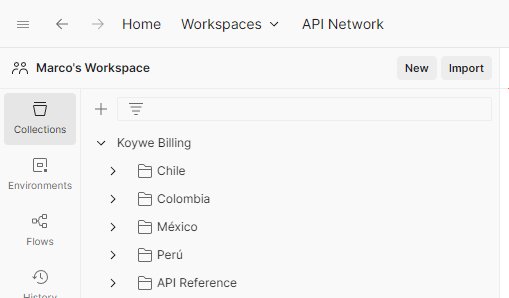 Home Workspaces API Network
Marco's Workspace New Import
Collections
Koywe Billing
Chile
Environments
Colombia
México
Flows
Perú
API Reference
History